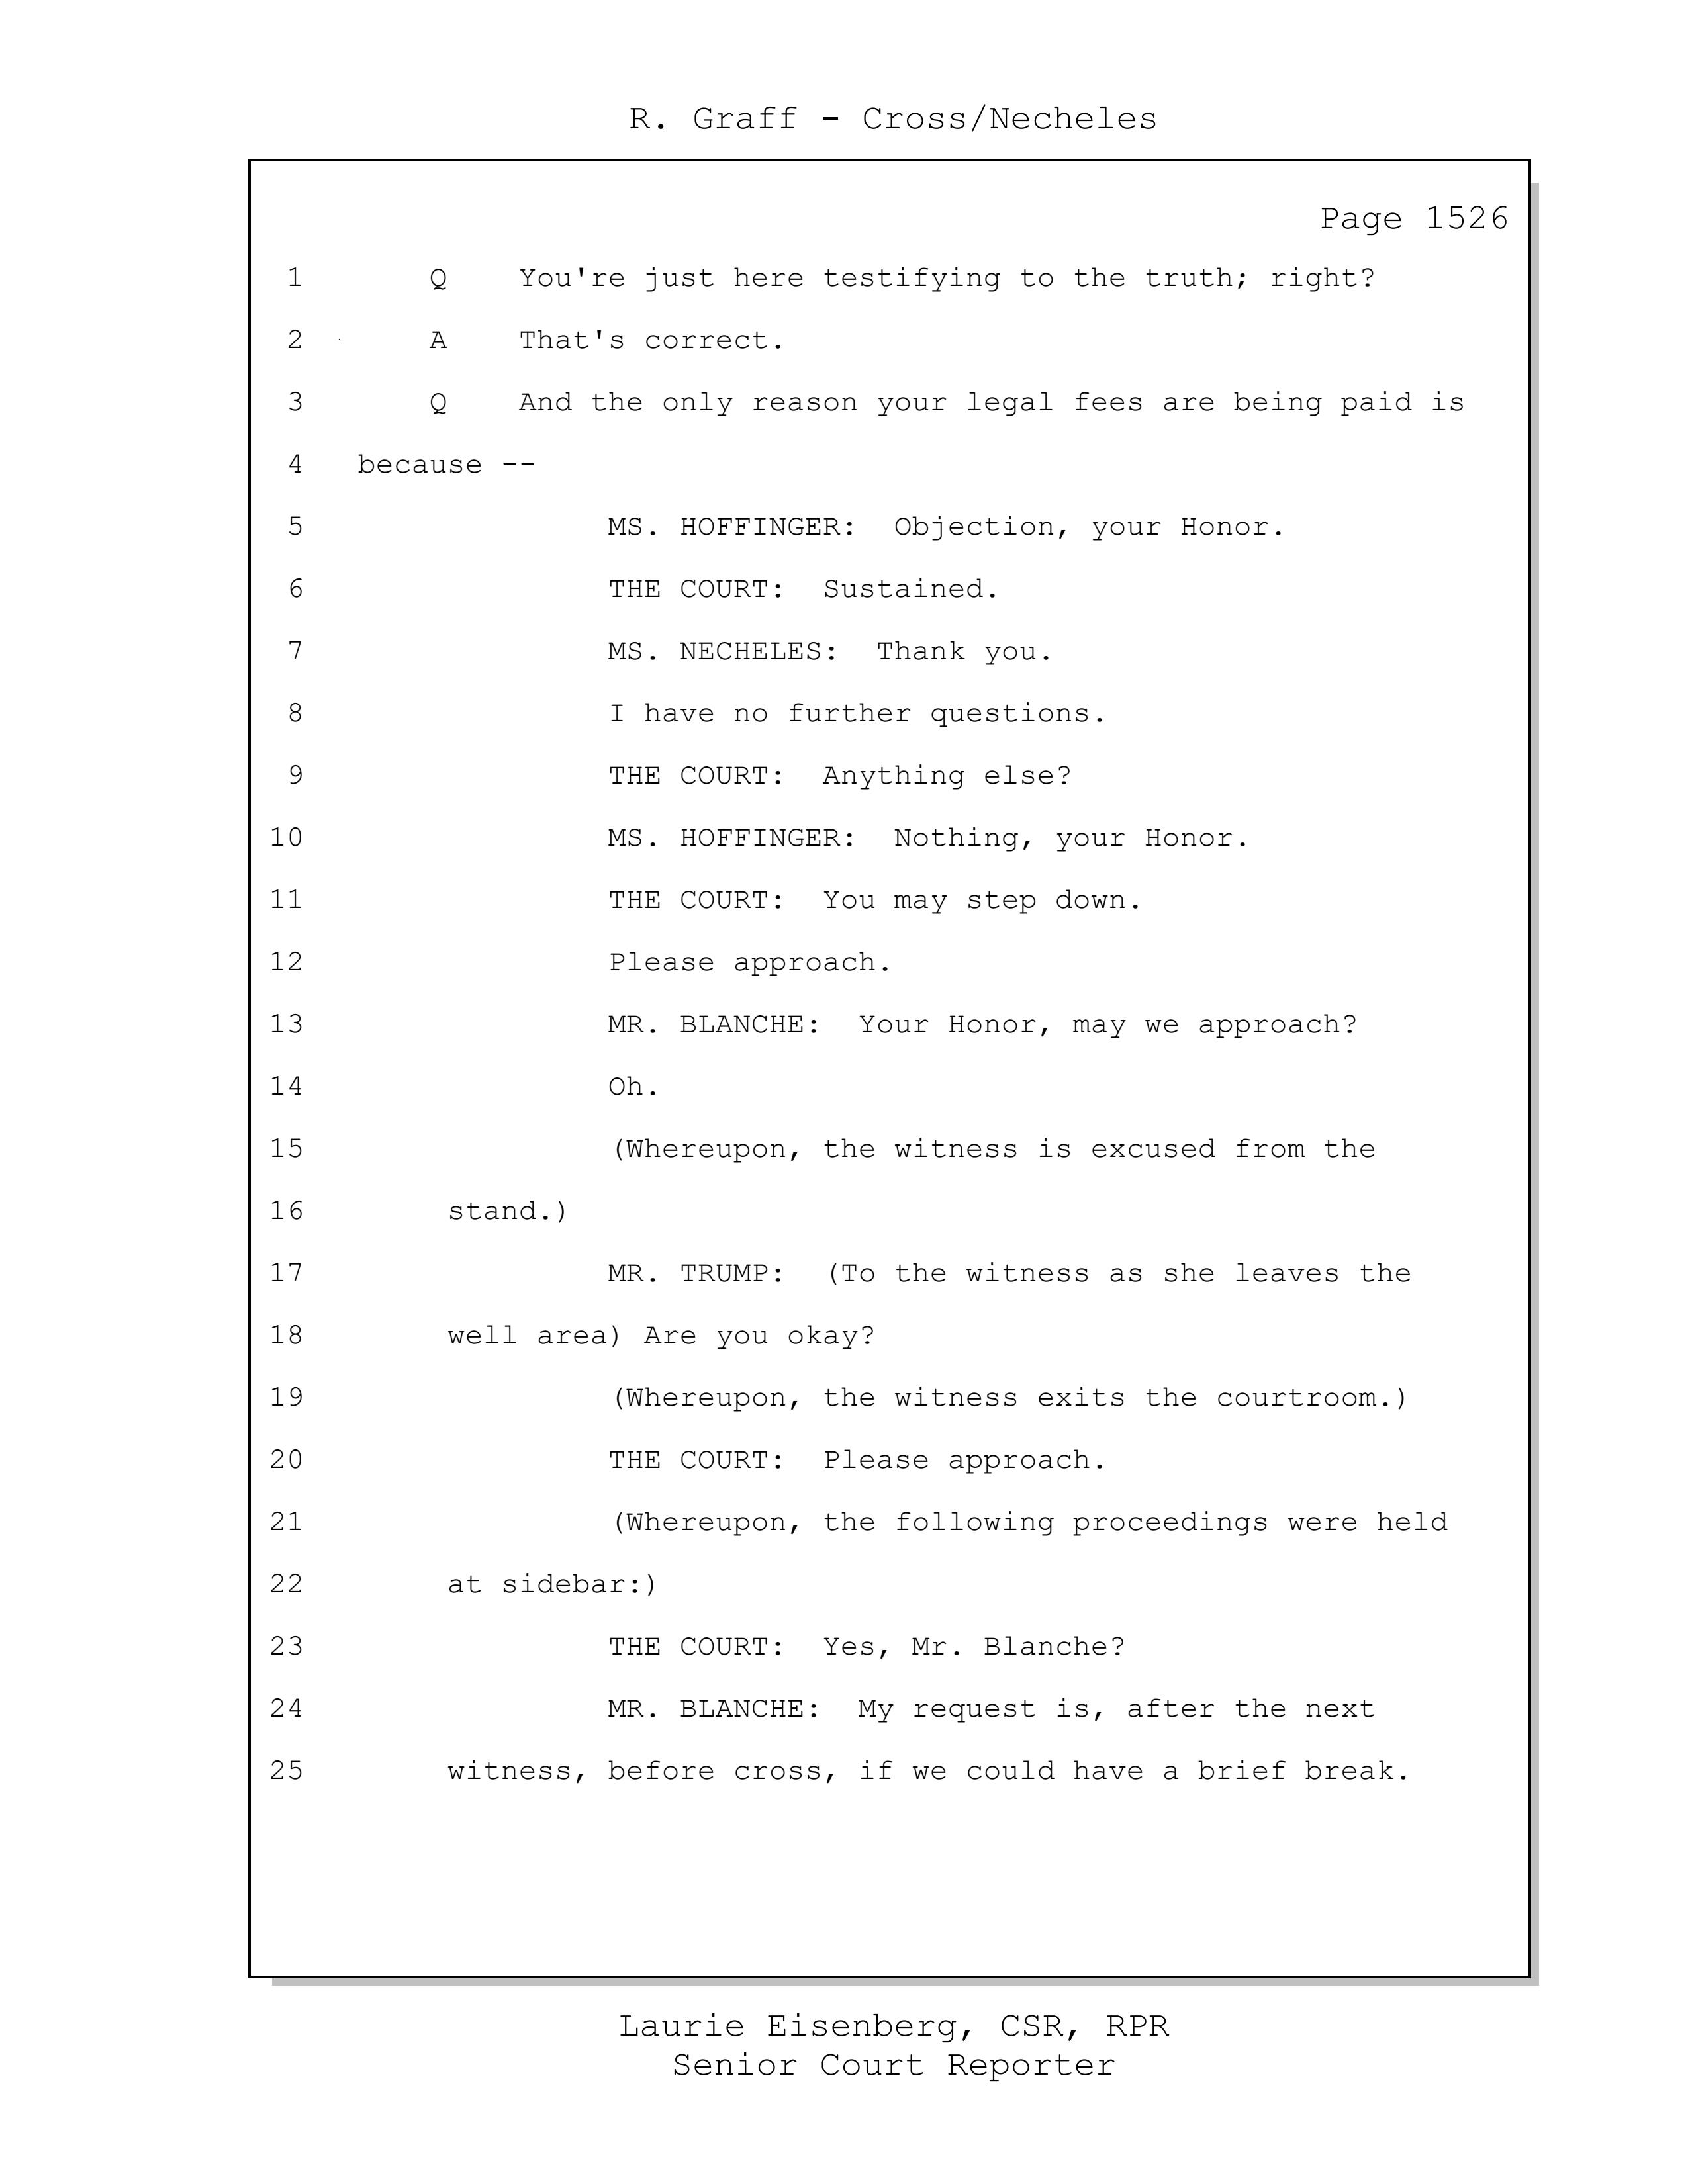 R. Graff - Cross/Necheles
Page 1526
1 Q You're just here testifying to the truth; right?
2 A That's correct.
3 Q And the only reason your legal fees are being paid is
4 because --
5 MS. HOFFINGER: Objection, your Honor.
6 THE COURT: Sustained.
7 MS. NECHELES: Thank you.
8 I have no further questions.
9 THE COURT: Anything else?
10 MS. HOFFINGER: Nothing, your Honor.
11 THE COURT: You may step down.
12 Please approach.
13 MR. BLANCHE: Your Honor, may we approach?
14 Oh.
15 (Whereupon, the witness is excused from the
16 stand.)
17 MR. TRUMP: (To the witness as she leaves the
18 well area) Are you okay?
19 (Whereupon, the witness exits the courtroom.)
20 THE COURT: Please approach.
21 (Whereupon, the following proceedings were held
22 at sidebar:)
23 THE COURT: Yes, Mr. Blanche?
24 MR. BLANCHE: My request is, after the next
25 witness, before cross, if we could have a brief break.
Laurie Eisenberg, CSR, RPR
Senior Court Reporter